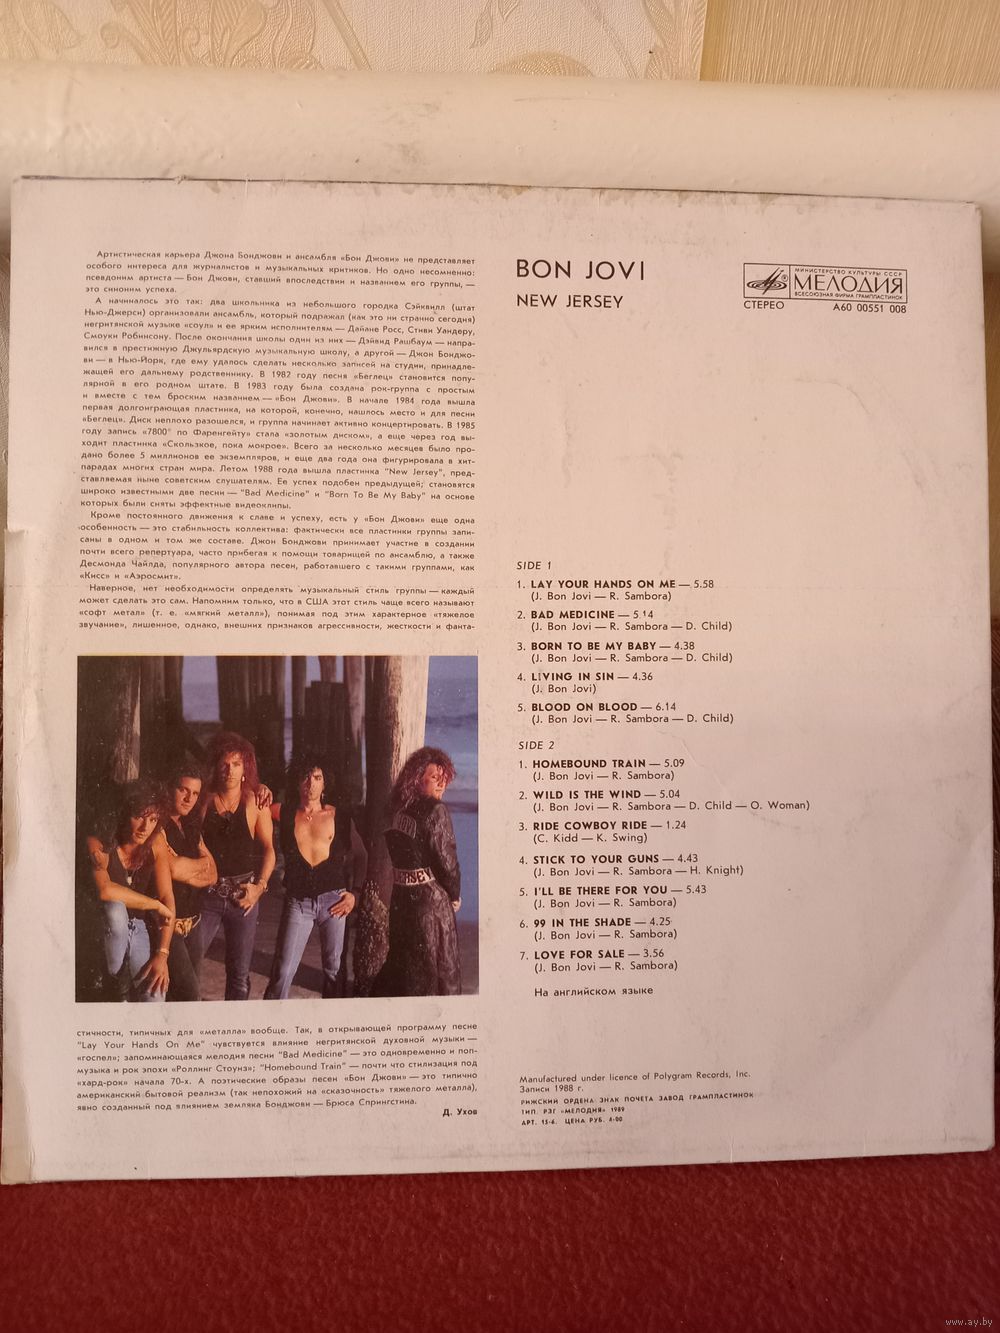 Артистическая карьера Джона Бонджови и ансамбля «Бон Джови» не представляет
особого интереса для журналистов и музыкальных критиков. Но одно несомненно:
псевдоним артиста — Бон Джови, ставший впоследствии и названием его группы, —
это синоним успеха.
А начиналось это так: два школьника из небольшого городка Сэйквилл (штат
Нью-Джерси) организовали ансамбль, который подражал (как это ни странно сегодня)
негритянской музыке «соул» и ее ярким исполнителям — Дайане Росс, Стиви Уандеру,
Смоуки Робинсону. После окончания школы один из них — Дэйвид Рашбаум — напра-
вился в престижную Джульярдскую музыкальную школу, а другой — Джон Бонджо-
ви — в Нью-Йорк, где ему удалось сделать несколько записей на студии, принадле-
жащей его дальнему родственнику. В 1982 году песня «Беглец» становится попу-
лярной в его родном штате. В 1983 году была создана рок-группа с простым
и вместе с тем броским названием — «Бон Джови». В начале 1984 года вышла
первая долгоиграющая пластинка, на которой, конечно, нашлось место и для песни
«Беглец». Диск неплохо разошелся, и группа начинает активно концертировать. В 1985
году запись «7800° по Фаренгейту» стала «золотым диском», а еще через год вы-
ходит пластинка «Скользкое, пока мокрое». Всего за несколько месяцев было про-
дано более 5 миллионов ее экземпляров, и еще два года она фигурировала в хит-
парадах многих стран мира. Летом 1988 года вышла пластинка "New Jersey", пред-
ставляемая ныне советским слушателям. Ее успех подобен предыдущей; становятся
широко известными две песни — "Bad Medicine" и "Born To Be My Baby" на основе
которых были сняты эффектные видеоклипы.
Кроме постоянного движения к славе и успеху, есть у «Бон Джови» еще одна
особенность — это стабильность коллектива: фактически все пластинки группы запи-
саны в одном и том же составе. Джон Бонджови принимает участие в создании
почти всего репертуара, часто прибегая к помощи товарищей по ансамблю, а также
Десмонда Чайлда, популярного автора песен, работавшего с такими группами, как
«Кисс» и «Аэросмит».
Наверное, нет необходимости определять музыкальный стиль группы — каждый
может сделать это сам. Напомним только, что в США этот стиль чаще всего называют
«софт метал» (т. е. «мягкий металл»), понимая под этим характерное «тяжелое
звучание», лишенное, однако, внешних признаков агрессивности, жесткости и фанта-
JERSEY
стичности, типичных для «металла» вообще. Так, в открывающей программу песне
"Lay Your Hands On Me" чувствуется влияние негритянской духовной музыки —
«госпел»; запоминающаяся мелодия песни "Bad Medicine" — это одновременно и поп-
музыка и рок эпохи «Роллинг Стоунз»; "Homebound Train" — почти что стилизация под
«хард-рок» начала 70-х. А поэтические образы песен «Бон Джови» — это типично
американский бытовой реализм (так непохожий на «сказочность» тяжелого металла),
явно созданный под влиянием земляка Бонджови — Брюса Спрингстина.
Д. Ухов
BON JOVI
NEW JERSEY
МИНИСТЕРСТВО КУЛЬТУРЫ СССР
МЕЛОДИЯ
ВСЕСОЮЗНАЯ ФИРМА ГРАМПЛАСТИНОК
СТЕРЕО А60 00551 008
SIDE 1
1. LAY YOUR HANDS ON ME — 5.58
(J. Bon Jovi — R. Sambora)
2. BAD MEDICINE — 5.14
(J. Bon Jovi — R. Sambora — D. Child)
3. BORN TO BE MY BABY — 4.38
(J. Bon Jovi — R. Sambora — D. Child)
4. LIVING IN SIN — 4.36
(J. Bon Jovi)
5. BLOOD ON BLOOD — 6.14
(J. Bon Jovi — R. Sambora — D. Child)
SIDE 2
1. HOMEBOUND TRAIN — 5.09
(J. Bon Jovi — R. Sambora)
2. WILD IS THE WIND — 5.04
(J. Bon Jovi — R. Sambora — D. Child — O. Woman)
3. RIDE COWBOY RIDE — 1.24
(C. Kidd — K. Swing)
4. STICK TO YOUR GUNS — 4.43
(J. Bon Jovi — R. Sambora — H. Knight)
5. I'LL BE THERE FOR YOU — 5.43
(J. Bon Jovi — R. Sambora)
6. 99 IN THE SHADE — 4.25
(J. Bon Jovi — R. Sambora)
7. LOVE FOR SALE — 3.56
(J. Bon Jovi — R. Sambora)
На английском языке
Manufactured under licence of Polygram Records, Inc.
Записи 1988 г.
РИЖСКИЙ ОРДЕНА ЗНАК ПОЧЕТА ЗАВОД ГРАМПЛАСТИНОК
ТИП. РЗГ «МЕЛОДИЯ» 1989
АРТ. 15-6. ЦЕНА РУБ. 4-00
www.ay.by